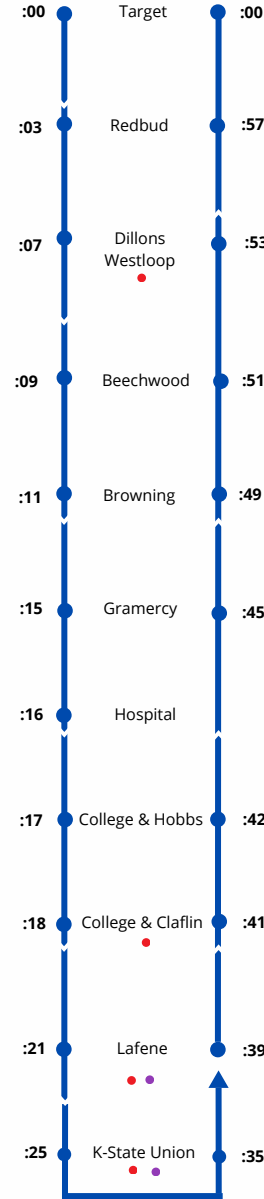 :00 Target :00
:03 Redbud :57
:07 Dillons :53
Westloop
:09 Beechwood :51
:11 Browning :49
:15 Gramercy :45
:16 Hospital
:17 College & Hobbs :42
:18 College & Claflin :41
:21 Lafene :39
:25 K-State Union :35